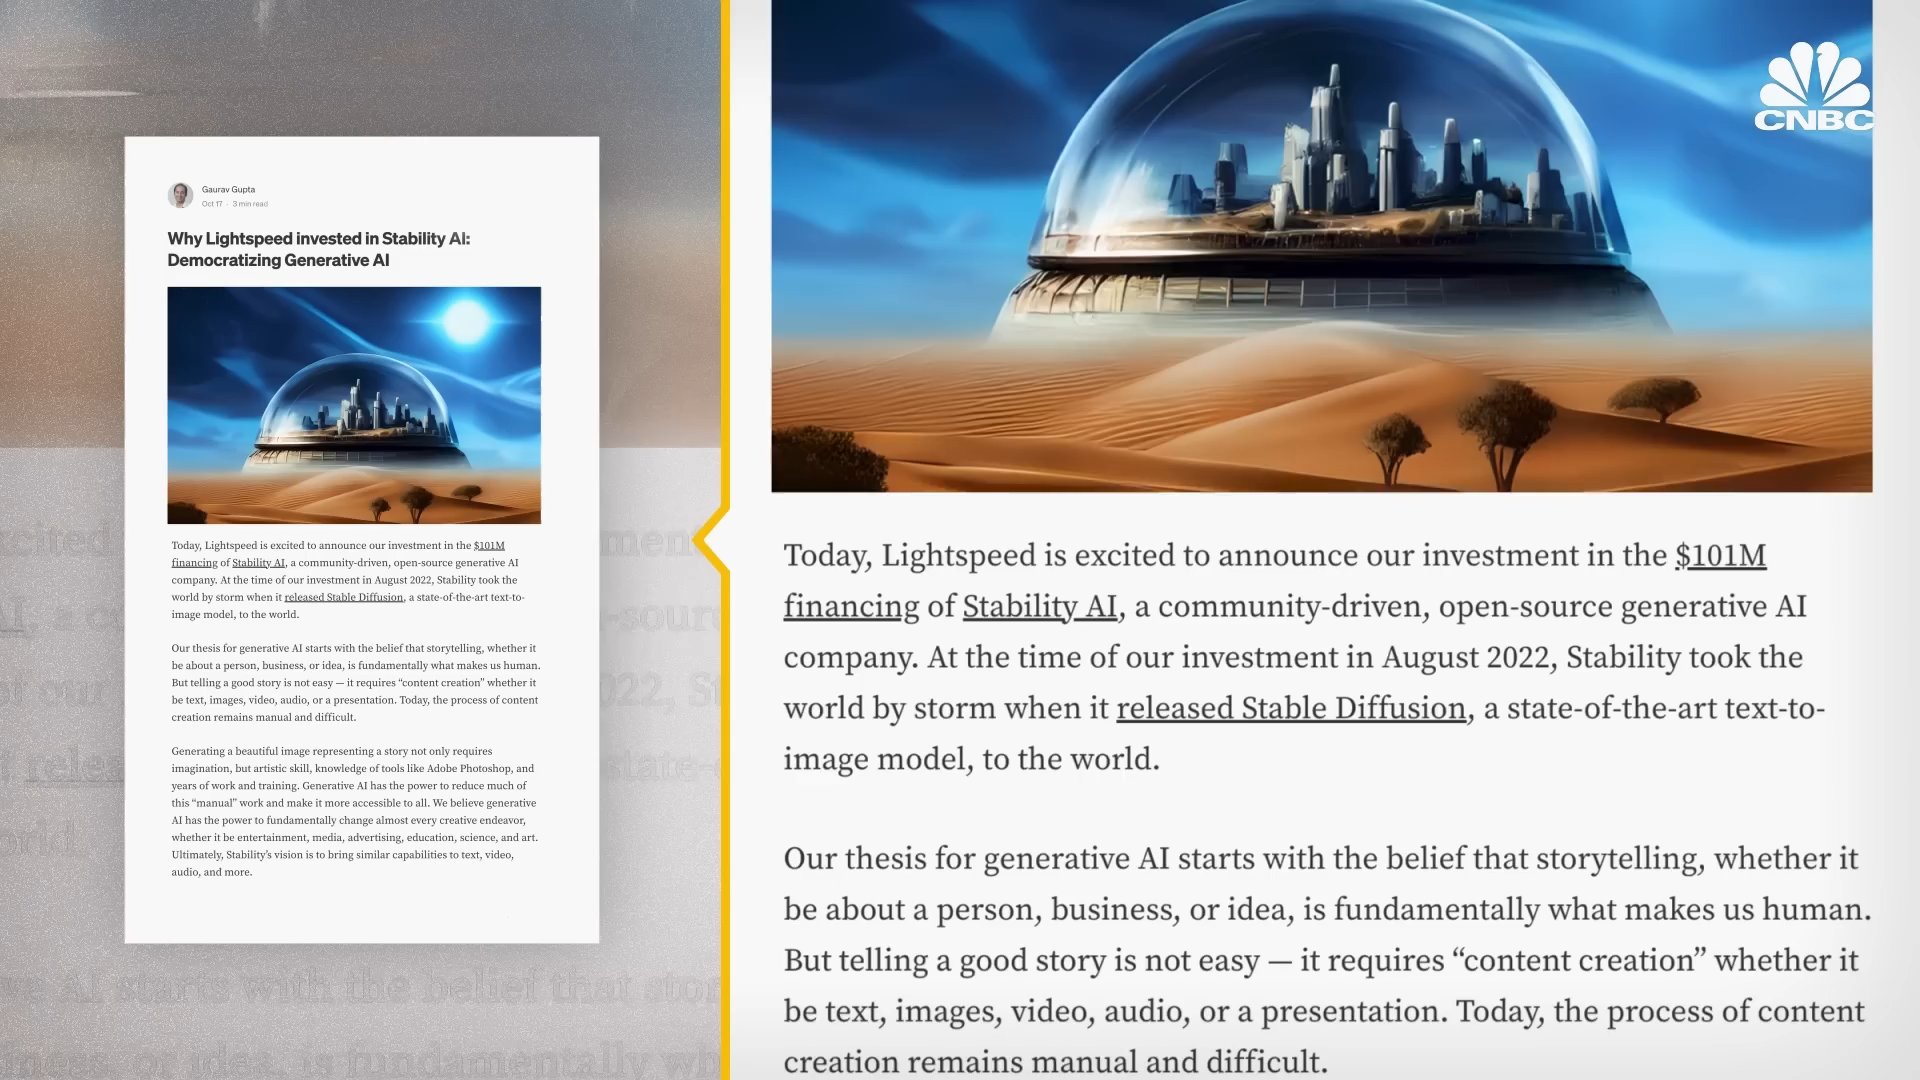 Gaurav Gupta
Oct 17 · 3 min read
Why Lightspeed invested in Stability AI:
Democratizing Generative AI
Today, Lightspeed is excited to announce our investment in the $101M
financing of Stability AI, a community-driven, open-source generative AI
company. At the time of our investment in August 2022, Stability took the
world by storm when it released Stable Diffusion, a state-of-the-art text-to-
image model, to the world.
Our thesis for generative AI starts with the belief that storytelling, whether it
be about a person, business, or idea, is fundamentally what makes us human.
But telling a good story is not easy — it requires “content creation” whether it
be text, images, video, audio, or a presentation. Today, the process of content
creation remains manual and difficult.
Generating a beautiful image representing a story not only requires
imagination, but artistic skill, knowledge of tools like Adobe Photoshop, and
years of work and training. Generative AI has the power to reduce much of
this “manual” work and make it more accessible to all. We believe generative
AI has the power to fundamentally change almost every creative endeavor,
whether it be entertainment, media, advertising, education, science, and art.
Ultimately, Stability’s vision is to bring similar capabilities to text, video,
audio, and more.
CNBC
Today, Lightspeed is excited to announce our investment in the $101M
financing of Stability AI, a community-driven, open-source generative AI
company. At the time of our investment in August 2022, Stability took the
world by storm when it released Stable Diffusion, a state-of-the-art text-to-
image model, to the world.
Our thesis for generative AI starts with the belief that storytelling, whether it
be about a person, business, or idea, is fundamentally what makes us human.
But telling a good story is not easy — it requires “content creation” whether it
be text, images, video, audio, or a presentation. Today, the process of content
creation remains manual and difficult.